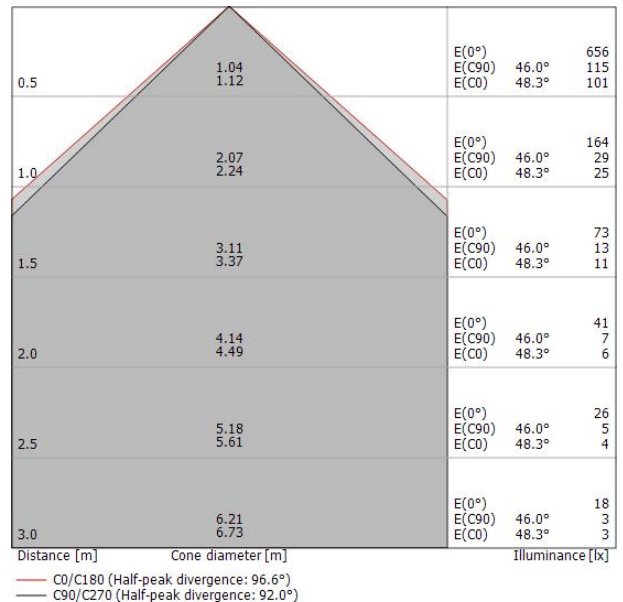 E(0°) 656
1.04 E(C90) 46.0° 115
0.5 1.12 E(C0) 48.3° 101
E(0°) 164
2.07 E(C90) 46.0° 29
1.0 2.24 E(C0) 48.3° 25
E(0°) 73
3.11 E(C90) 46.0° 13
1.5 3.37 E(C0) 48.3° 11
E(0°) 41
4.14 E(C90) 46.0° 7
2.0 4.49 E(C0) 48.3° 6
E(0°) 26
5.18 E(C90) 46.0° 5
2.5 5.61 E(C0) 48.3° 4
E(0°) 18
6.21 E(C90) 46.0° 3
3.0 6.73 E(C0) 48.3° 3
Distance [m] Cone diameter [m] Illuminance [lx]
C0/C180 (Half-peak divergence: 96.6°)
C90/C270 (Half-peak divergence: 92.0°)